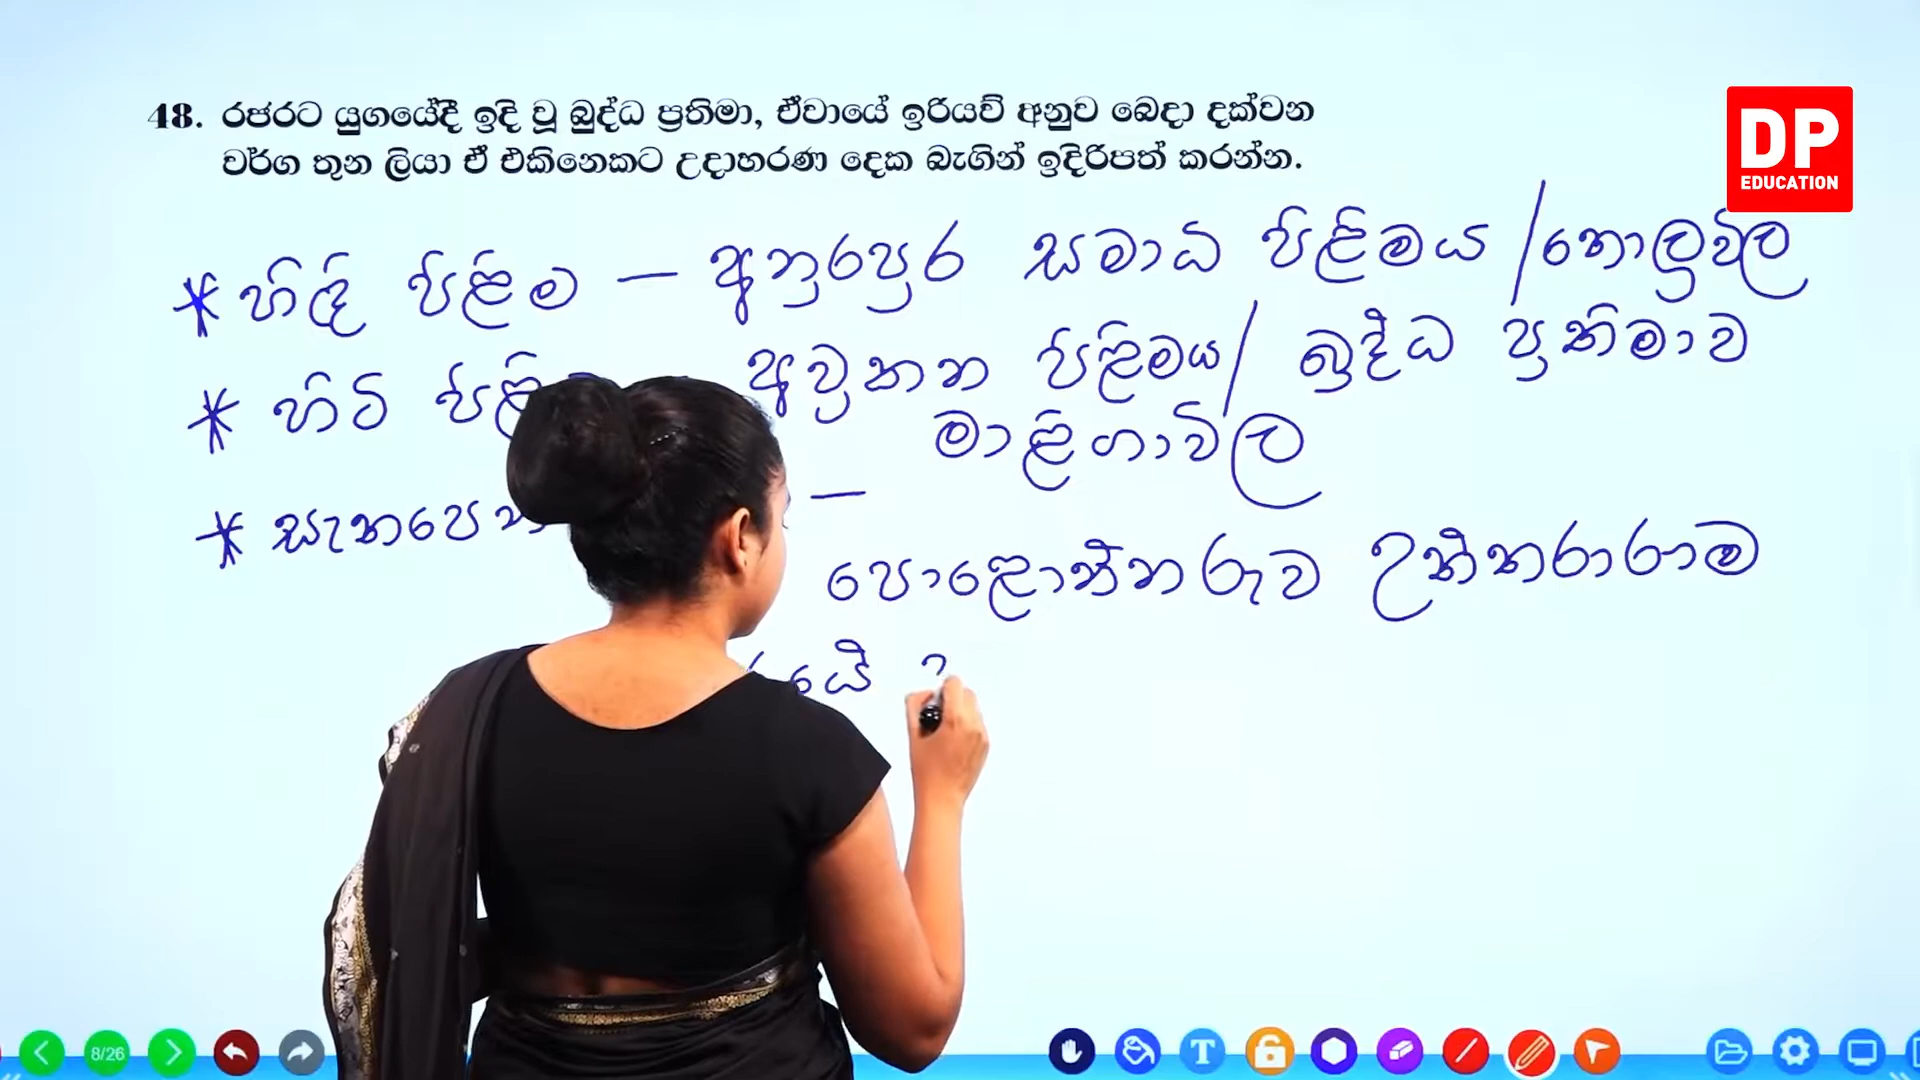 48. රජරට යුගයේදී ඉදි වූ බුද්ධ ප්‍රතිමා, ඒවායේ ඉරියව් අනුව බෙදා දක්වන
වර්ග තුන ලියා ඒ එකිනෙකට උදාහරණ දෙක බැගින් ඉදිරිපත් කරන්න.
DP
EDUCATION
* හිඳි පිළිම – අනුරපුර සමාධි පිළිමය / තොලුවිල
* හිටි අවුකන පිළිමය / බුද්ධ ප්‍රතිමාව
මාළිගාවිල
* –
පොළොන්නරුව උත්තරාරාම
8/26
T